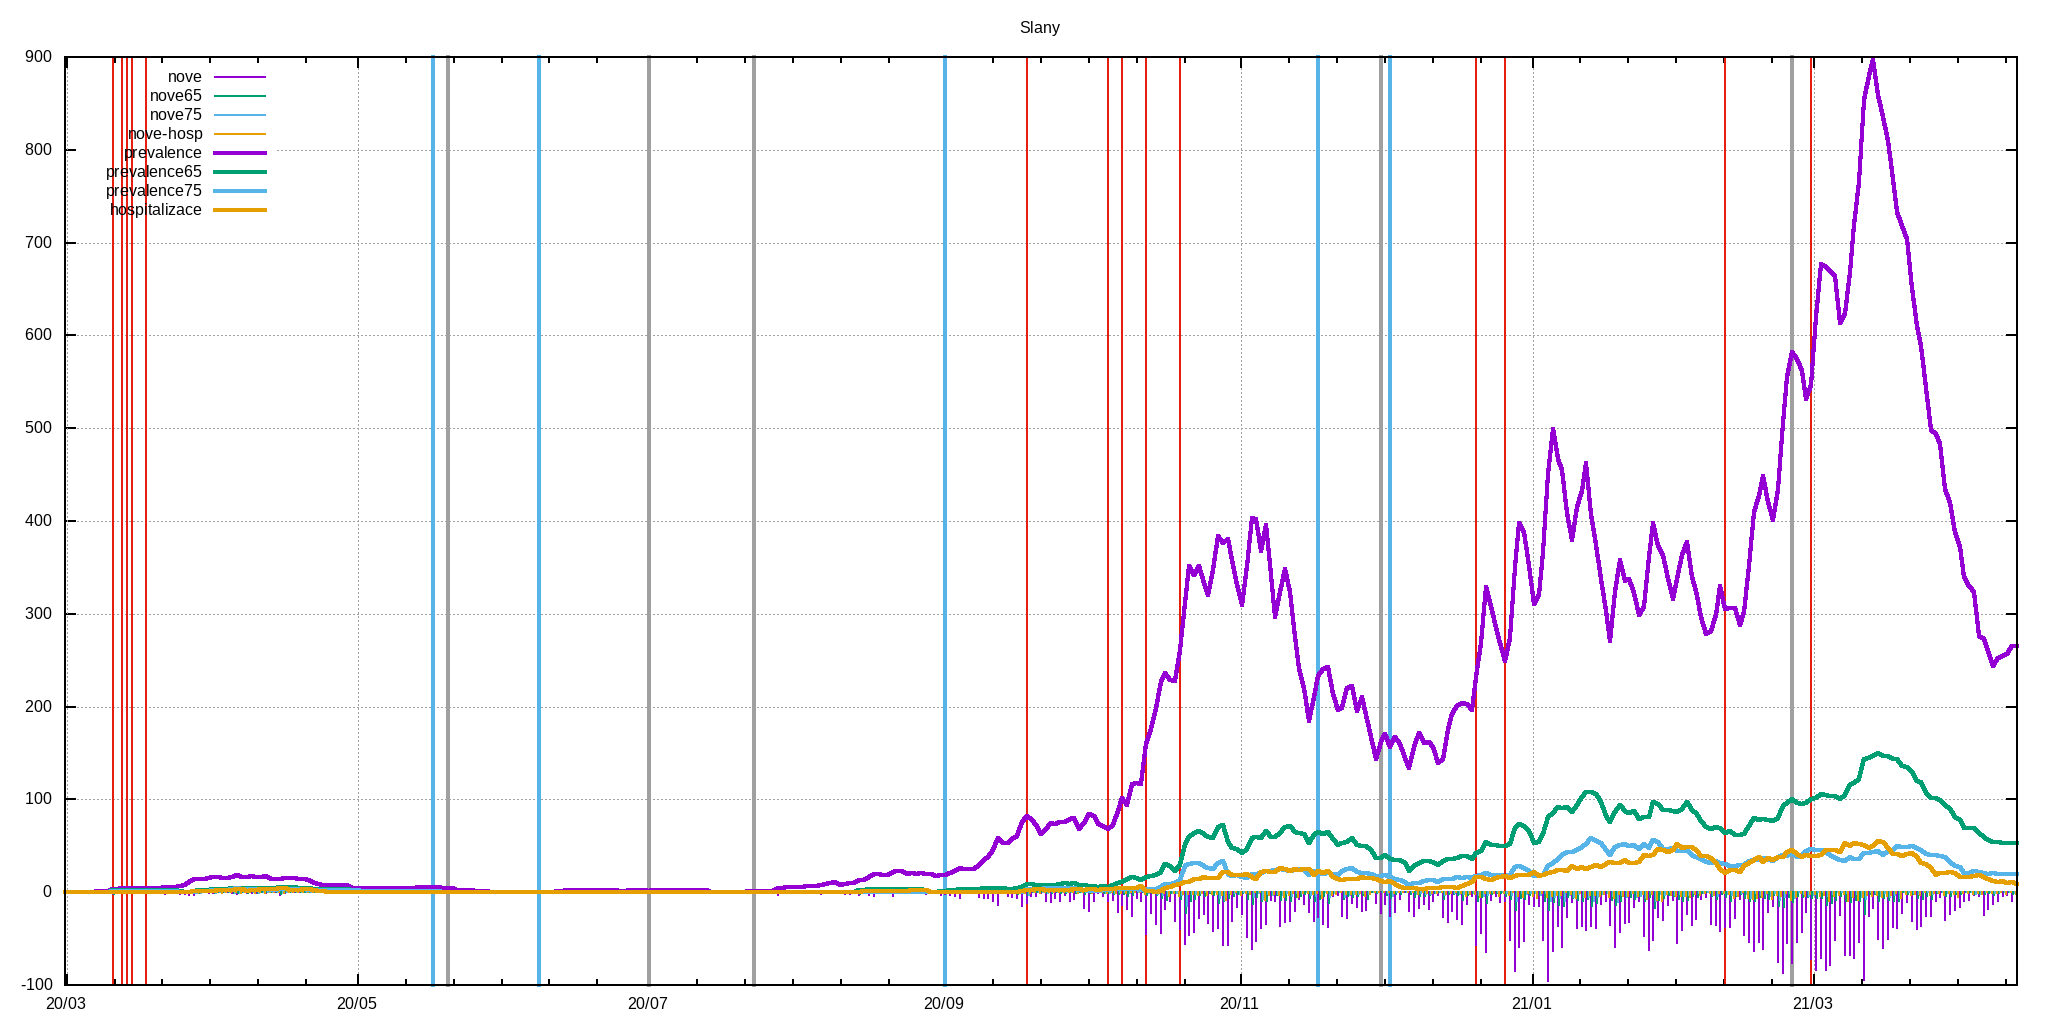 Slany
900
800
700
600
500
400
300
200
100
0
-100
nove
nove65
nove75
nove-hosp
prevalence
prevalence65
prevalence75
hospitalizace
20/03 20/05 20/07 20/09 20/11 21/01 21/03